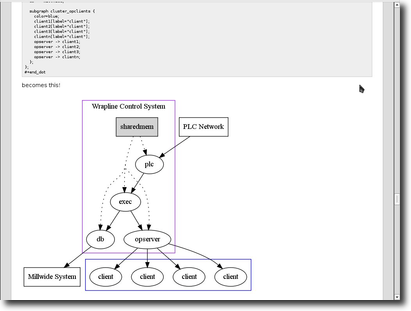 subgraph cluster_opclients {
color=blue;
client1[label="client"];
client2[label="client"];
client3[label="client"];
clientn[label="client"];
opserver -> client1;
opserver -> client2;
opserver -> client3;
opserver -> clientn;
};
};
#+end_dot
becomes this!
Wrapline Control System
sharedmem
PLC Network
plc
exec
db
opserver
Millwide System
client
client
client
client